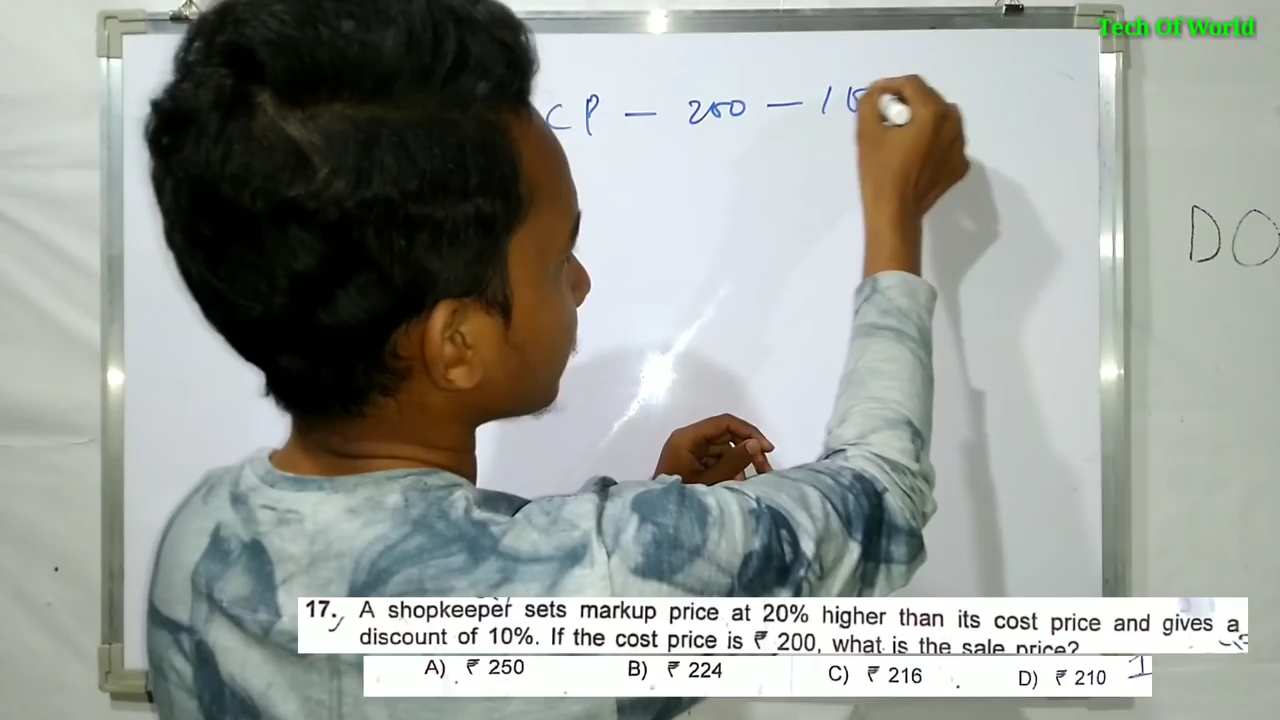 Tech Of World
CP - 200 - 10
DO
17. A shopkeeper sets markup price at 20% higher than its cost price and gives a
discount of 10%. If the cost price is ₹ 200, what is the sale price?
A) ₹ 250 B) ₹ 224 C) ₹ 216 D) ₹ 210